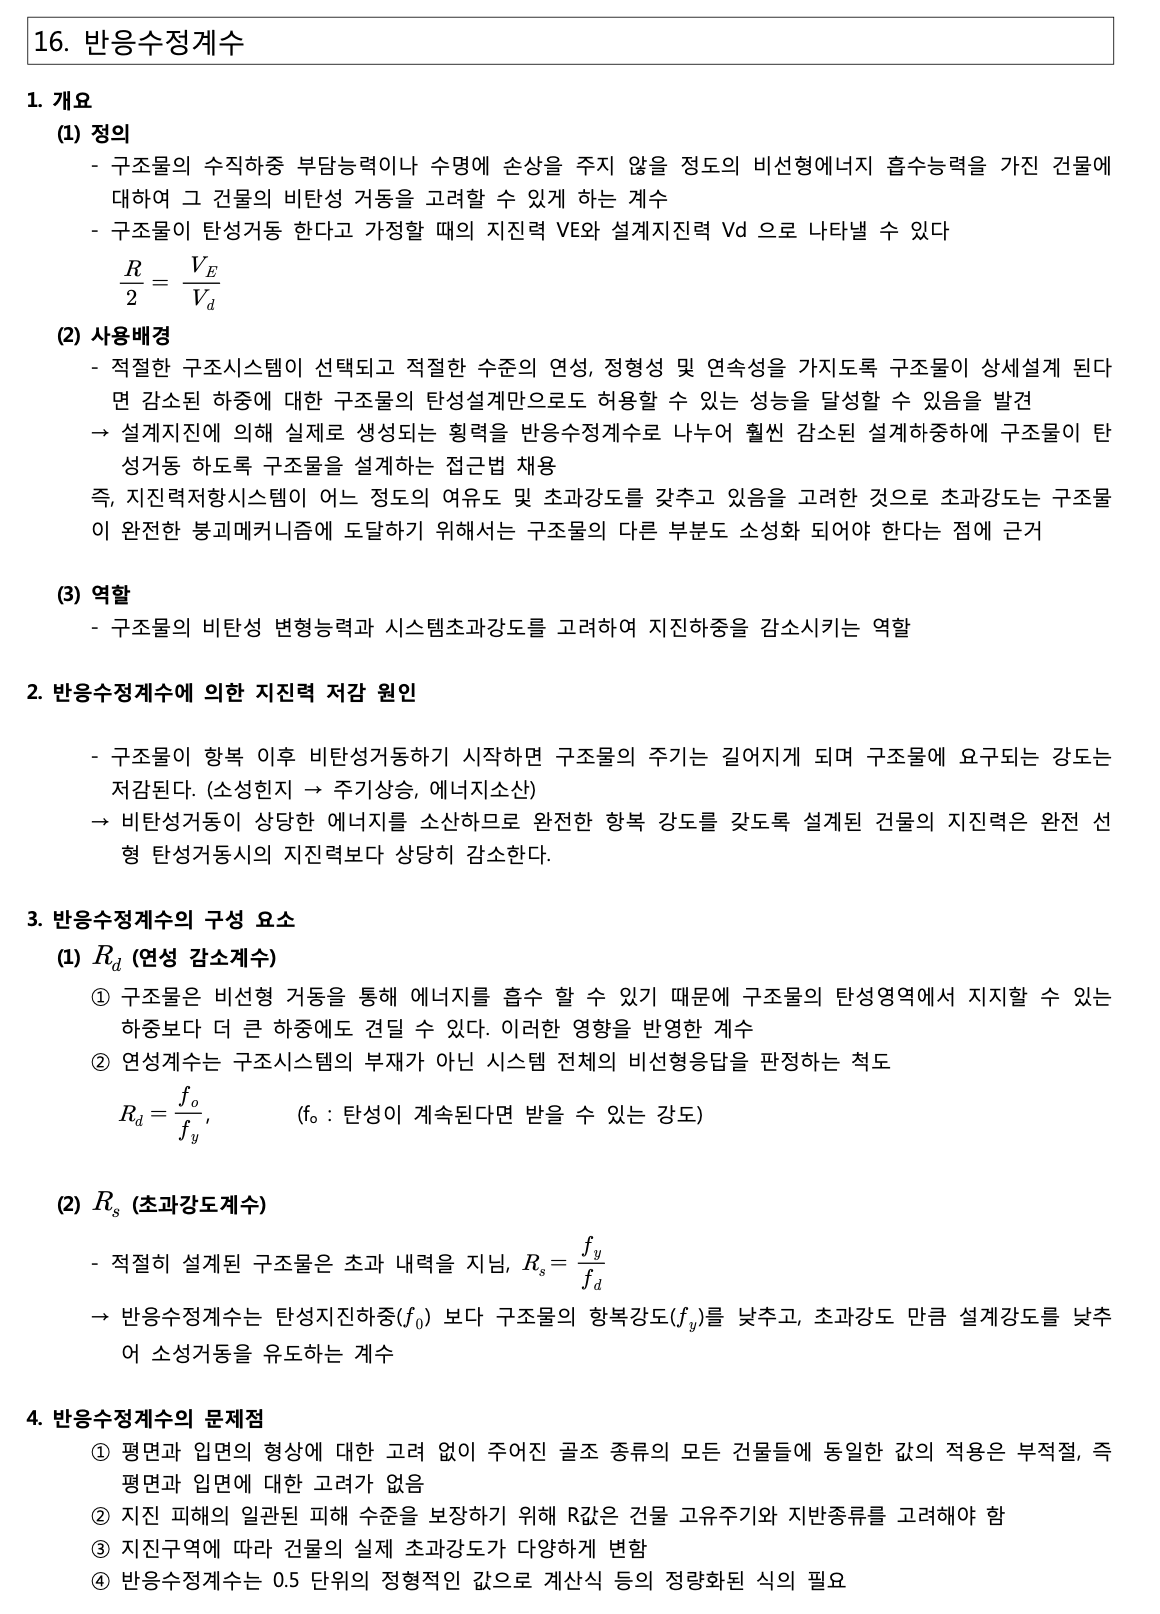 16. 반응수정계수
1. 개요
(1) 정의
- 구조물의 수직하중 부담능력이나 수명에 손상을 주지 않을 정도의 비선형에너지 흡수능력을 가진 건물에
대하여 그 건물의 비탄성 거동을 고려할 수 있게 하는 계수
- 구조물이 탄성거동 한다고 가정할 때의 지진력 VE와 설계지진력 Vd 으로 나타낼 수 있다
R/2 = V_E/V_d
(2) 사용배경
- 적절한 구조시스템이 선택되고 적절한 수준의 연성, 정형성 및 연속성을 가지도록 구조물이 상세설계 된다
면 감소된 하중에 대한 구조물의 탄성설계만으로도 허용할 수 있는 성능을 달성할 수 있음을 발견
→ 설계지진에 의해 실제로 생성되는 횡력을 반응수정계수로 나누어 훨씬 감소된 설계하중하에 구조물이 탄
성거동 하도록 구조물을 설계하는 접근법 채용
즉, 지진력저항시스템이 어느 정도의 여유도 및 초과강도를 갖추고 있음을 고려한 것으로 초과강도는 구조물
이 완전한 붕괴메커니즘에 도달하기 위해서는 구조물의 다른 부분도 소성화 되어야 한다는 점에 근거
(3) 역할
- 구조물의 비탄성 변형능력과 시스템초과강도를 고려하여 지진하중을 감소시키는 역할
2. 반응수정계수에 의한 지진력 저감 원인
- 구조물이 항복 이후 비탄성거동하기 시작하면 구조물의 주기는 길어지게 되며 구조물에 요구되는 강도는
저감된다. (소성힌지 → 주기상승, 에너지소산)
→ 비탄성거동이 상당한 에너지를 소산하므로 완전한 항복 강도를 갖도록 설계된 건물의 지진력은 완전 선
형 탄성거동시의 지진력보다 상당히 감소한다.
3. 반응수정계수의 구성 요소
(1) R_d (연성 감소계수)
① 구조물은 비선형 거동을 통해 에너지를 흡수 할 수 있기 때문에 구조물의 탄성영역에서 지지할 수 있는
하중보다 더 큰 하중에도 견딜 수 있다. 이러한 영향을 반영한 계수
② 연성계수는 구조시스템의 부재가 아닌 시스템 전체의 비선형응답을 판정하는 척도
R_d = f_o/f_y, (f_o : 탄성이 계속된다면 받을 수 있는 강도)
(2) R_s (초과강도계수)
- 적절히 설계된 구조물은 초과 내력을 지님, R_s = f_y/f_d
→ 반응수정계수는 탄성지진하중(f_0) 보다 구조물의 항복강도(f_y)를 낮추고, 초과강도 만큼 설계강도를 낮추
어 소성거동을 유도하는 계수
4. 반응수정계수의 문제점
① 평면과 입면의 형상에 대한 고려 없이 주어진 골조 종류의 모든 건물들에 동일한 값의 적용은 부적절, 즉
평면과 입면에 대한 고려가 없음
② 지진 피해의 일관된 피해 수준을 보장하기 위해 R값은 건물 고유주기와 지반종류를 고려해야 함
③ 지진구역에 따라 건물의 실제 초과강도가 다양하게 변함
④ 반응수정계수는 0.5 단위의 정형적인 값으로 계산식 등의 정량화된 식의 필요